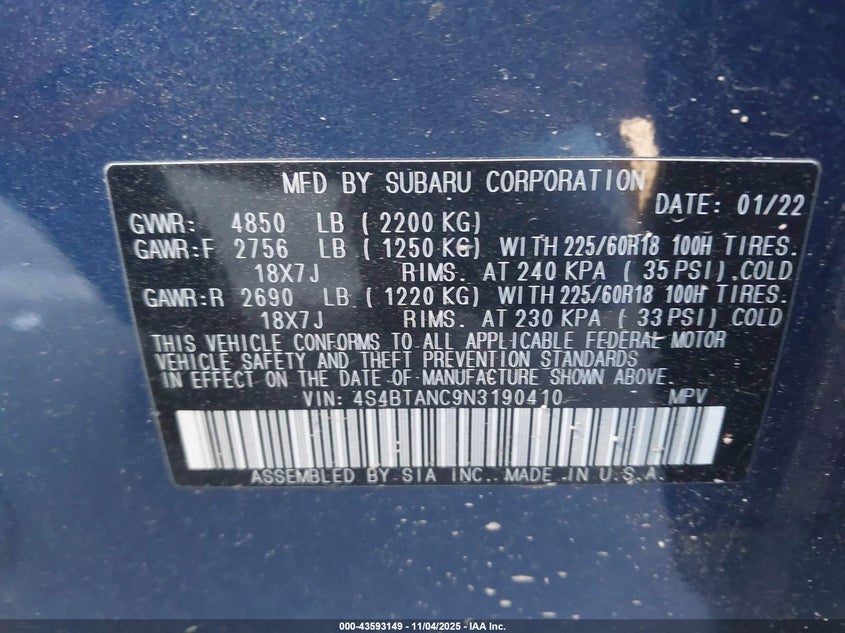 MFD BY SUBARU CORPORATION
DATE: 01/22
GVWR: 4850 LB ( 2200 KG)
GAWR:F 2756 LB ( 1250 KG) WITH 225/60R18 100H TIRES.
18X7J RIMS. AT 240 KPA ( 35 PSI) COLD
GAWR:R 2690 LB ( 1220 KG) WITH 225/60R18 100H TIRES.
18X7J RIMS. AT 230 KPA ( 33 PSI) COLD
THIS VEHICLE CONFORMS TO ALL APPLICABLE FEDERAL MOTOR
VEHICLE SAFETY AND THEFT PREVENTION STANDARDS
IN EFFECT ON THE DATE OF MANUFACTURE SHOWN ABOVE.
VIN: 4S4BTANC9N3190410 MPV
ASSEMBLED BY SIA INC. MADE IN U.S.A.
000-43593149 - 11/04/2025 - IAA Inc.